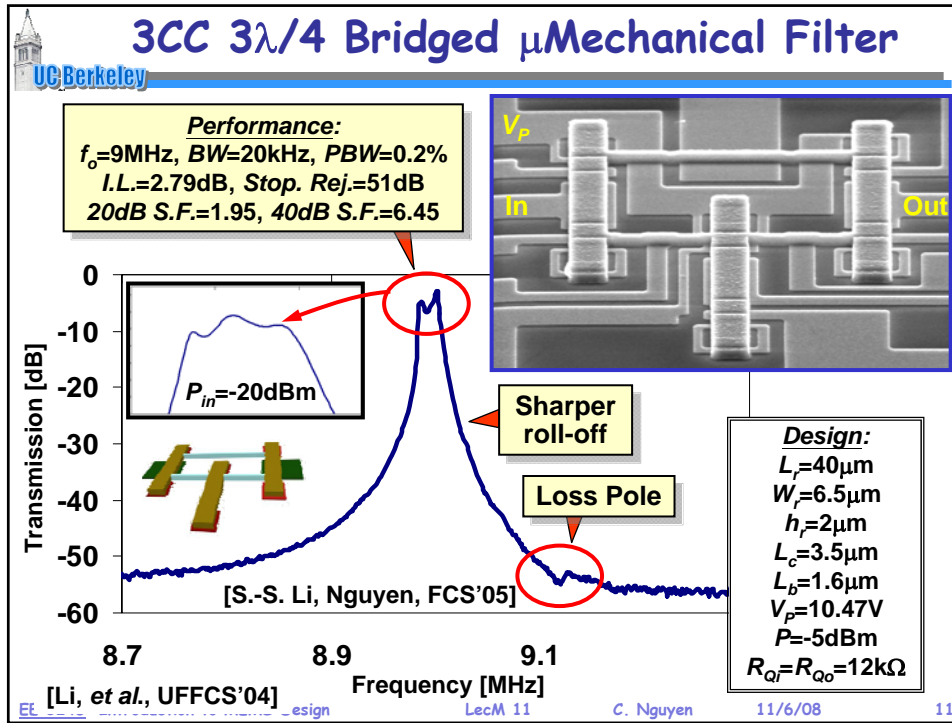 3CC 3λ/4 Bridged μMechanical Filter
UC Berkeley
Performance:
fo=9MHz, BW=20kHz, PBW=0.2%
I.L.=2.79dB, Stop. Rej.=51dB
20dB S.F.=1.95, 40dB S.F.=6.45
VP
In
Out
0
-10
-20
-30
-40
-50
-60
Transmission [dB]
Pin=-20dBm
Sharper
roll-off
Loss Pole
[S.-S. Li, Nguyen, FCS'05]
Design:
Lr=40μm
Wr=6.5μm
hr=2μm
Lc=3.5μm
Lb=1.6μm
VP=10.47V
P=-5dBm
RQi=RQo=12kΩ
8.7
8.9
9.1
Frequency [MHz]
[Li, et al., UFFCS'04]
Design
LecM 11
C. Nguyen
11/6/08
11